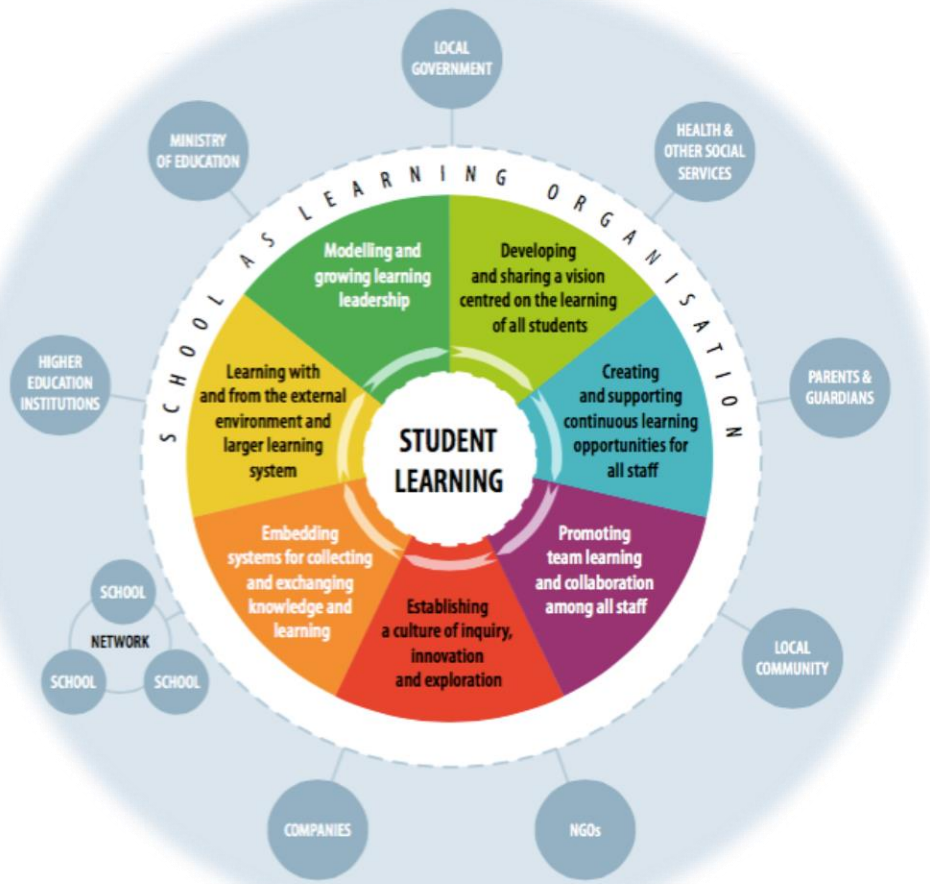 LOCAL
GOVERNMENT
MINISTRY
OF EDUCATION
HEALTH &
OTHER SOCIAL
SERVICES
SCHOOL AS LEARNING ORGANISATION
Modelling and
growing learning
leadership
Developing
and sharing a vision
centred on the learning
of all students
HIGHER
EDUCATION
INSTITUTIONS
Learning with
and from the external
environment and
larger learning
system
Creating
and supporting
continuous learning
opportunities for
all staff
PARENTS &
GUARDIANS
STUDENT
LEARNING
Embedding
systems for collecting
and exchanging
knowledge and
learning
Establishing
a culture of inquiry,
innovation
and exploration
Promoting
team learning
and collaboration
among all staff
SCHOOL
NETWORK
SCHOOL
SCHOOL
LOCAL
COMMUNITY
COMPANIES
NGOs